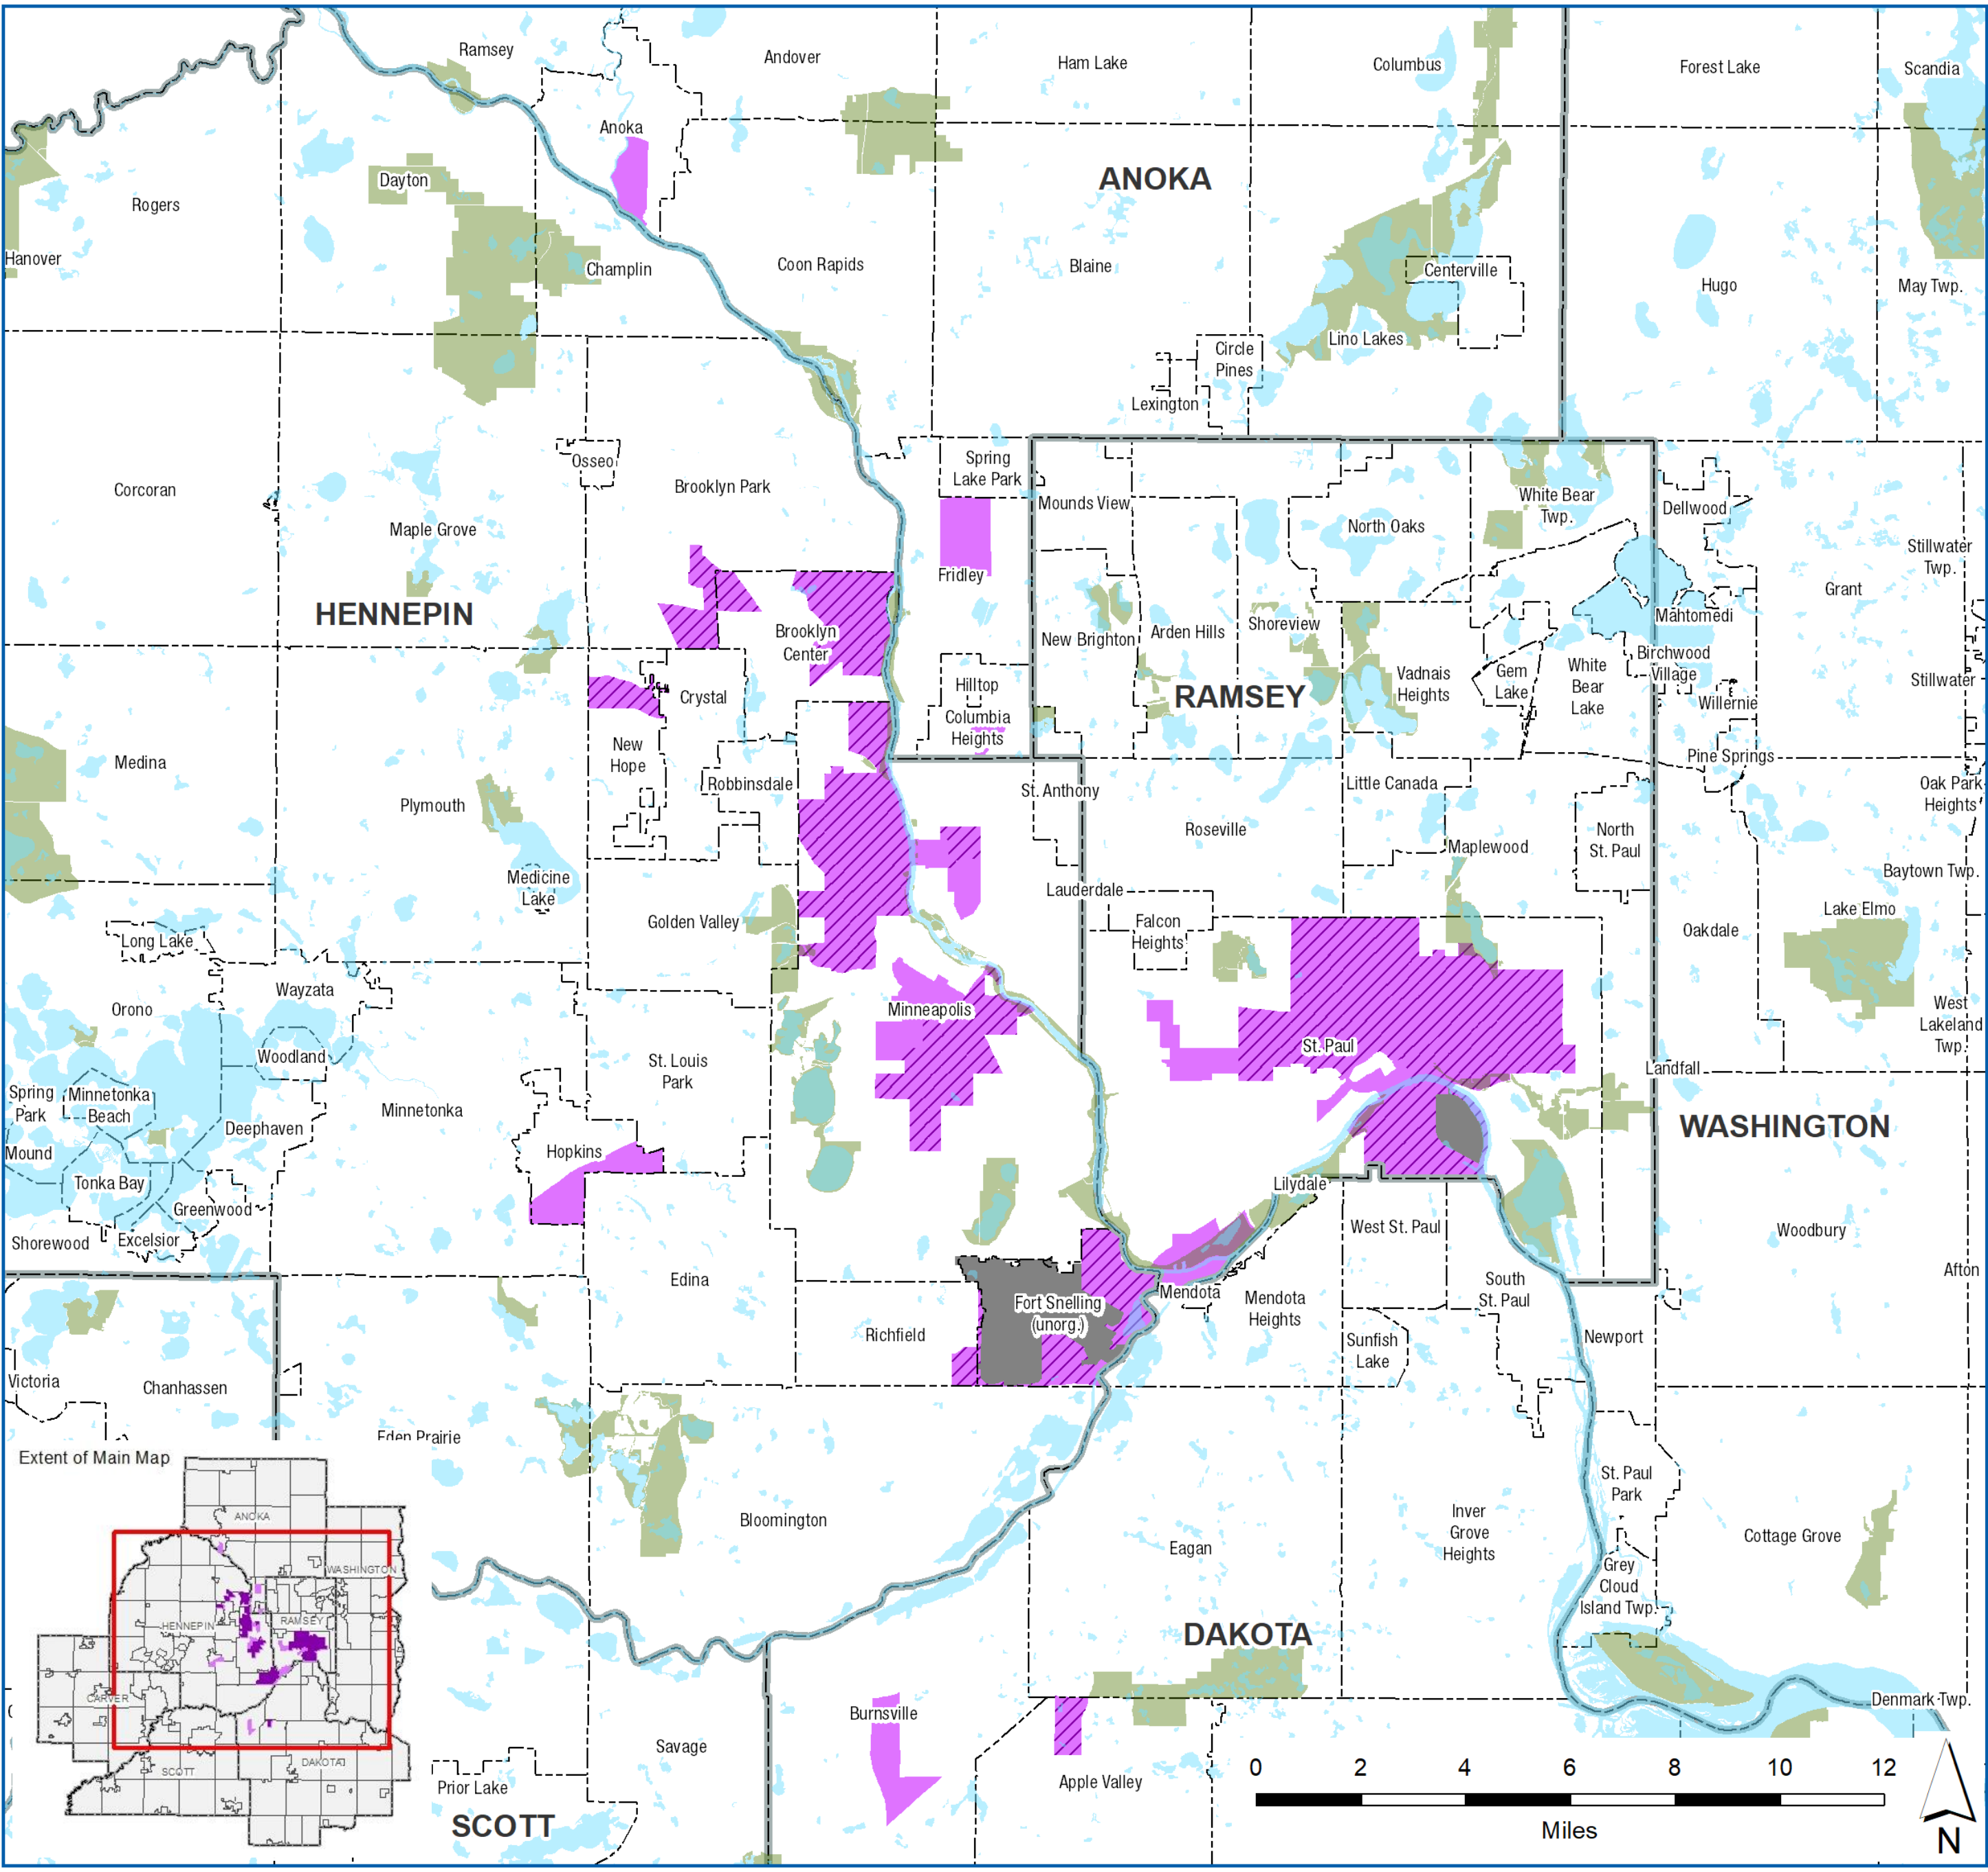 Ramsey
Andover
Ham Lake
Columbus
Forest Lake
Scandia
Anoka
ANOKA
Dayton
Rogers
Hanover
Champlin
Coon Rapids
Blaine
Centerville
Hugo
May Twp.
Lino Lakes
Circle
Pines
Lexington
Osseo
Spring
Lake Park
Corcoran
Brooklyn Park
Maple Grove
Mounds View
North Oaks
White Bear
Twp.
Dellwood
Stillwater
Twp.
Fridley
Grant
HENNEPIN
Brooklyn
Center
New Brighton
Arden Hills
Shoreview
Mahtomedi
Birchwood
Village
Hilltop
Crystal
RAMSEY
Vadnais
Heights
Gem
Lake
White
Bear
Lake
Stillwater
Willernie
Columbia
Heights
New
Hope
Medina
Pine Springs
Robbinsdale
St. Anthony
Little Canada
Oak Park
Heights
Plymouth
Roseville
North
St. Paul
Maplewood
Baytown Twp.
Medicine
Lake
Lauderdale
Lake Elmo
Golden Valley
Falcon
Heights
Oakdale
Long Lake
Wayzata
Orono
Minneapolis
West
Lakeland
Twp.
Woodland
St. Louis
Park
St. Paul
Landfall
Spring
Park
Minnetonka
Beach
Minnetonka
Deephaven
WASHINGTON
Mound
Hopkins
Tonka Bay
Lilydale
Greenwood
Shorewood
Excelsior
West St. Paul
Woodbury
Edina
Afton
Fort Snelling
(unorg.)
Mendota
Mendota
Heights
South
St. Paul
Richfield
Sunfish
Lake
Newport
Victoria
Chanhassen
Eden Prairie
Extent of Main Map
St. Paul
Park
Bloomington
Eagan
Inver
Grove
Heights
Cottage Grove
Grey
Cloud
Island Twp.
DAKOTA
Denmark Twp.
Burnsville
Savage
Apple Valley
Prior Lake
SCOTT
ANOKA
WASHINGTON
HENNEPIN
RAMSEY
CARVER
SCOTT
DAKOTA
0 2 4 6 8 10 12
Miles
N